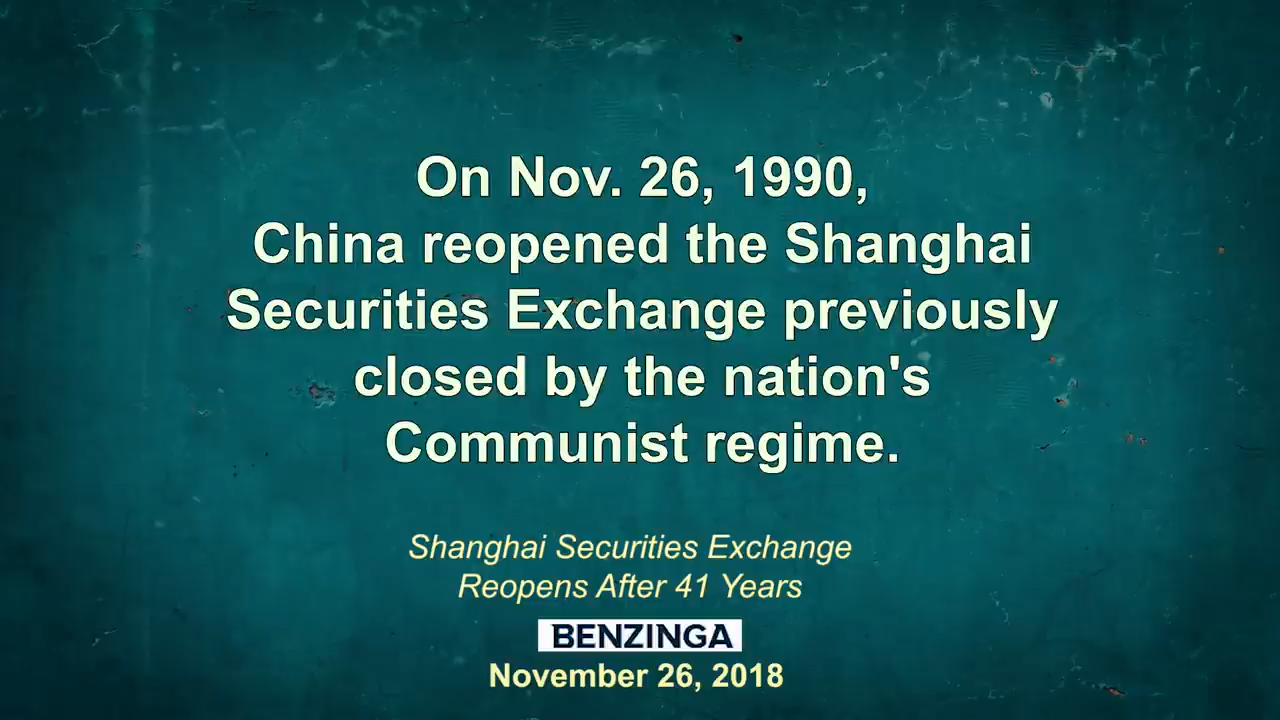 On Nov. 26, 1990,
China reopened the Shanghai
Securities Exchange previously
closed by the nation's
Communist regime.
Shanghai Securities Exchange
Reopens After 41 Years
BENZINGA
November 26, 2018